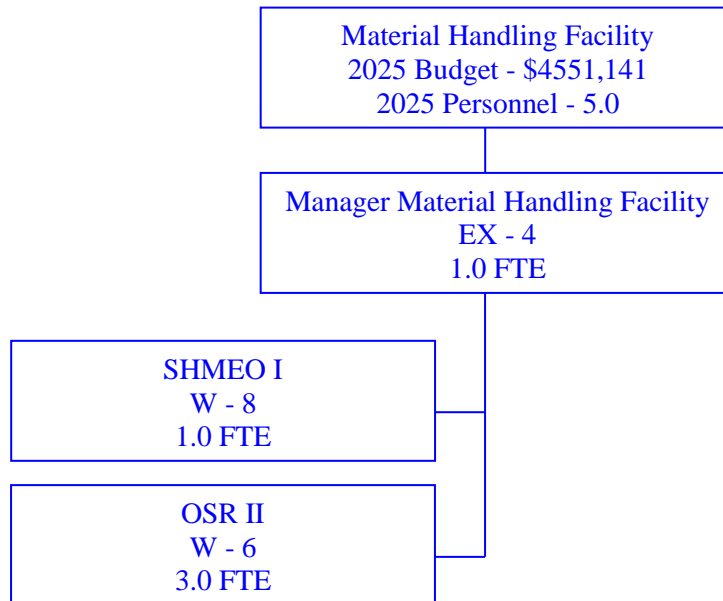 Material Handling Facility
2025 Budget - $4551,141
2025 Personnel - 5.0
Manager Material Handling Facility
EX - 4
1.0 FTE
SHMEO I
W - 8
1.0 FTE
OSR II
W - 6
3.0 FTE